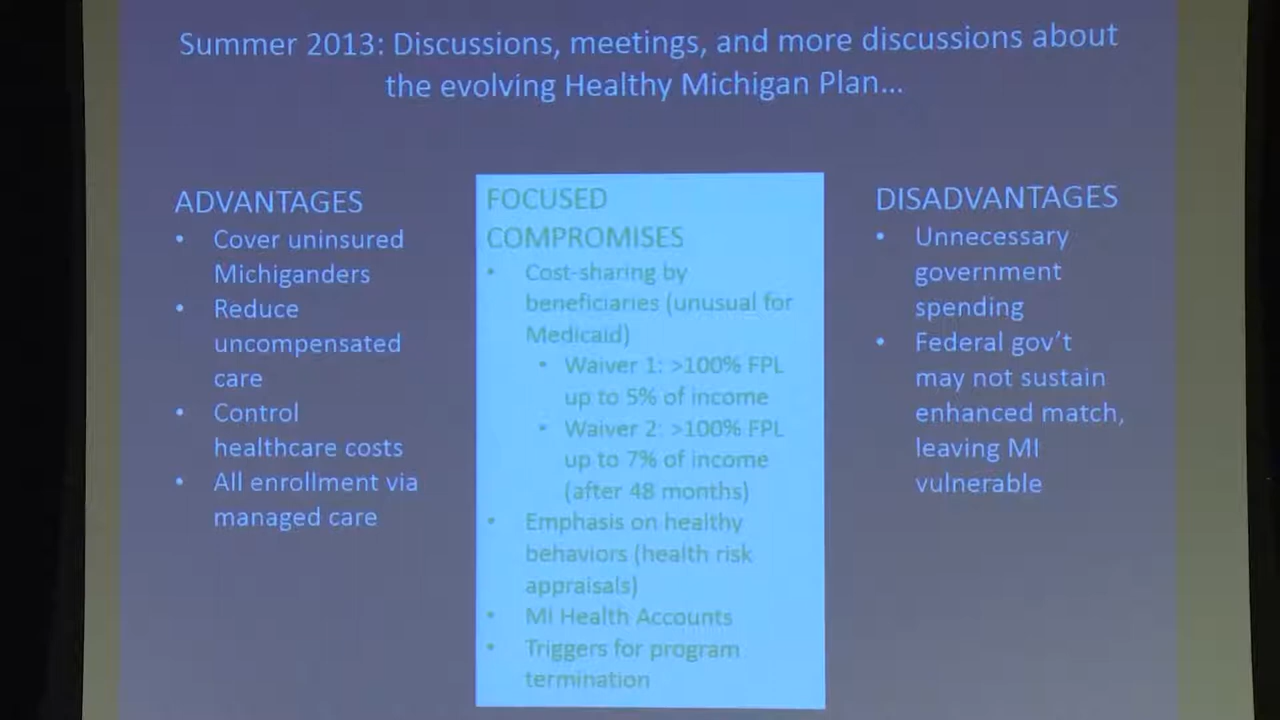 Summer 2013: Discussions, meetings, and more discussions about
the evolving Healthy Michigan Plan...
ADVANTAGES
• Cover uninsured
Michiganders
• Reduce
uncompensated
care
• Control
healthcare costs
• All enrollment via
managed care
FOCUSED
COMPROMISES
• Cost-sharing by
beneficiaries (unusual for
Medicaid)
• Waiver 1: >100% FPL
up to 5% of income
• Waiver 2: >100% FPL
up to 7% of income
(after 48 months)
• Emphasis on healthy
behaviors (health risk
appraisals)
• MI Health Accounts
• Triggers for program
termination
DISADVANTAGES
• Unnecessary
government
spending
• Federal gov't
may not sustain
enhanced match,
leaving MI
vulnerable